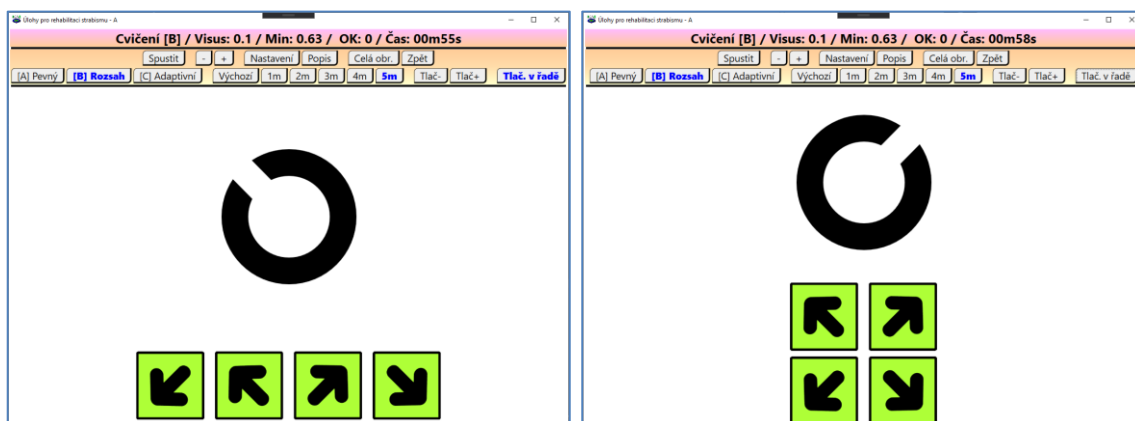 Úlohy pro rehabilitaci strabismu - A
Cvičení [B] / Visus: 0.1 / Min: 0.63 / OK: 0 / Čas: 00m55s
Spustit - + Nastavení Popis Celá obr. Zpět
[A] Pevný [B] Rozsah [C] Adaptivní Výchozí 1m 2m 3m 4m 5m Tlač- Tlač+ Tlač. v řadě
Úlohy pro rehabilitaci strabismu - A
Cvičení [B] / Visus: 0.1 / Min: 0.63 / OK: 0 / Čas: 00m58s
Spustit - + Nastavení Popis Celá obr. Zpět
[A] Pevný [B] Rozsah [C] Adaptivní Výchozí 1m 2m 3m 4m 5m Tlač- Tlač+ Tlač. v řadě